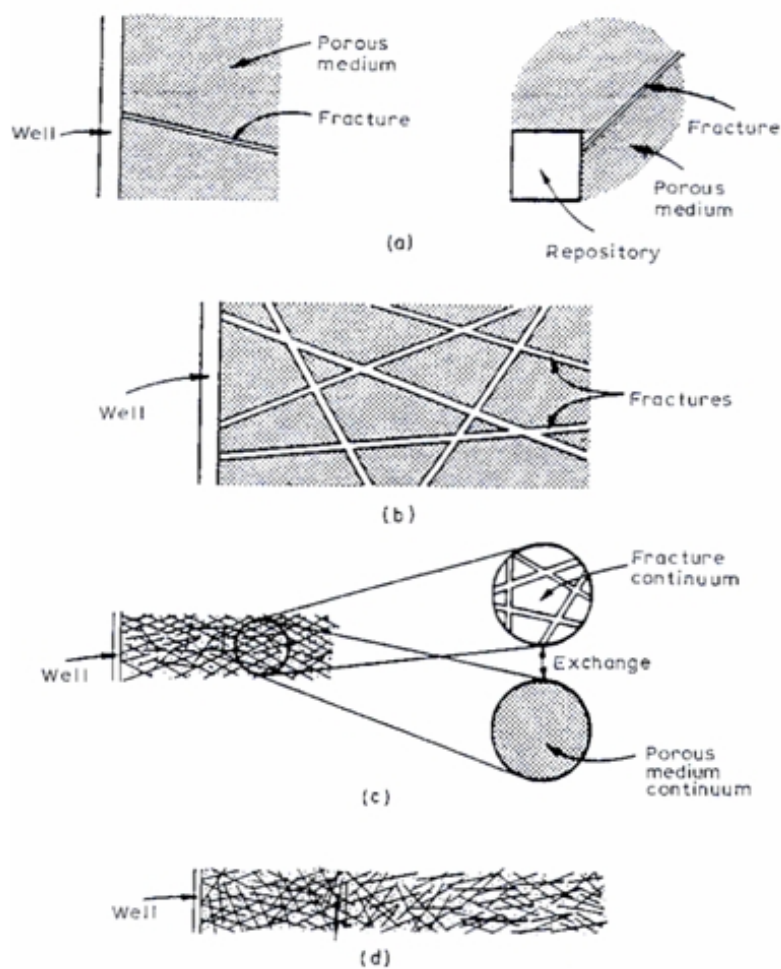 Porous
medium
Well
Fracture
Fracture
Porous
medium
Repository
(a)
Well
Fractures
(b)
Fracture
continuum
Well
Exchange
Porous
medium
continuum
(c)
Well
(d)